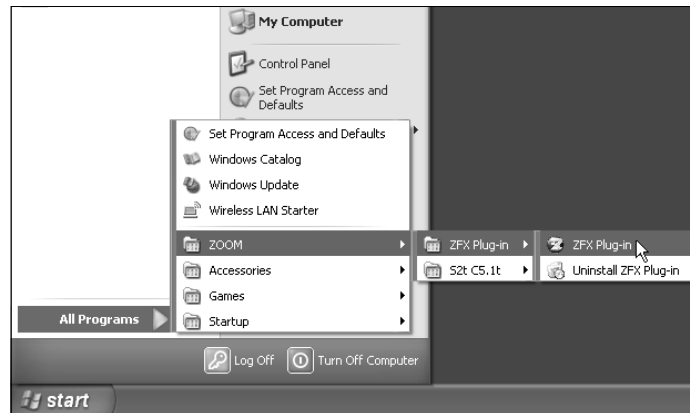 My Computer
Control Panel
Set Program Access and
Defaults
Set Program Access and Defaults
Windows Catalog
Windows Update
Wireless LAN Starter
ZOOM
ZFX Plug-in
ZFX Plug-in
Accessories
S2t C5.1t
Uninstall ZFX Plug-in
Games
Startup
All Programs
Log Off
Turn Off Computer
start